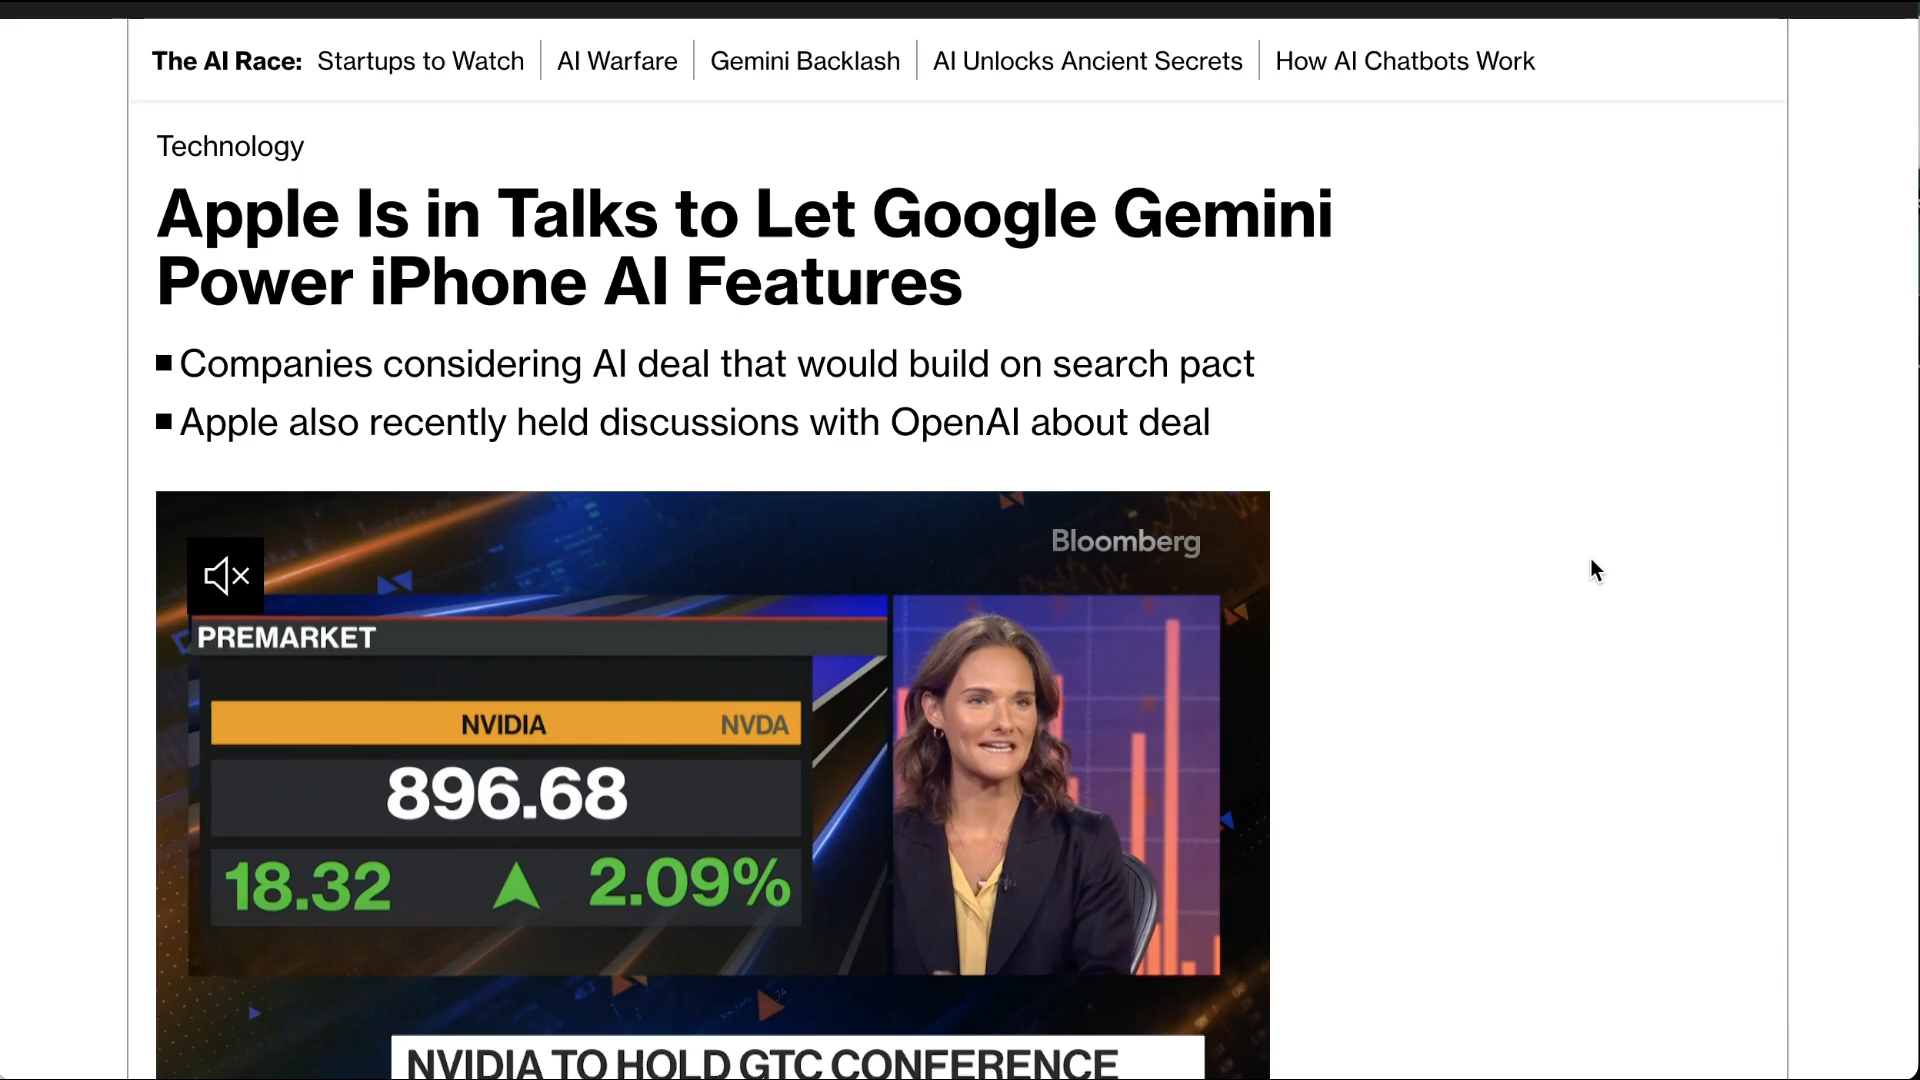 The AI Race: Startups to Watch AI Warfare Gemini Backlash AI Unlocks Ancient Secrets How AI Chatbots Work
Technology
Apple Is in Talks to Let Google Gemini
Power iPhone AI Features
Companies considering AI deal that would build on search pact
Apple also recently held discussions with OpenAI about deal
Bloomberg
PREMARKET
NVIDIA NVDA
896.68
18.32 2.09%
NVIDIA TO HOLD GTC CONFERENCE